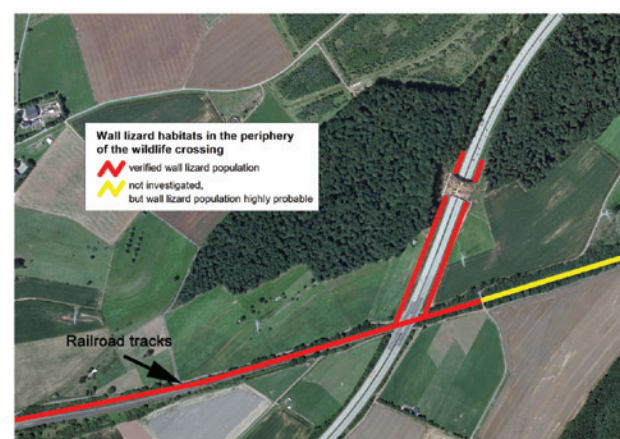 Wall lizard habitats in the periphery
of the wildlife crossing
verified wall lizard population
not investigated,
but wall lizard population highly probable
Railroad tracks